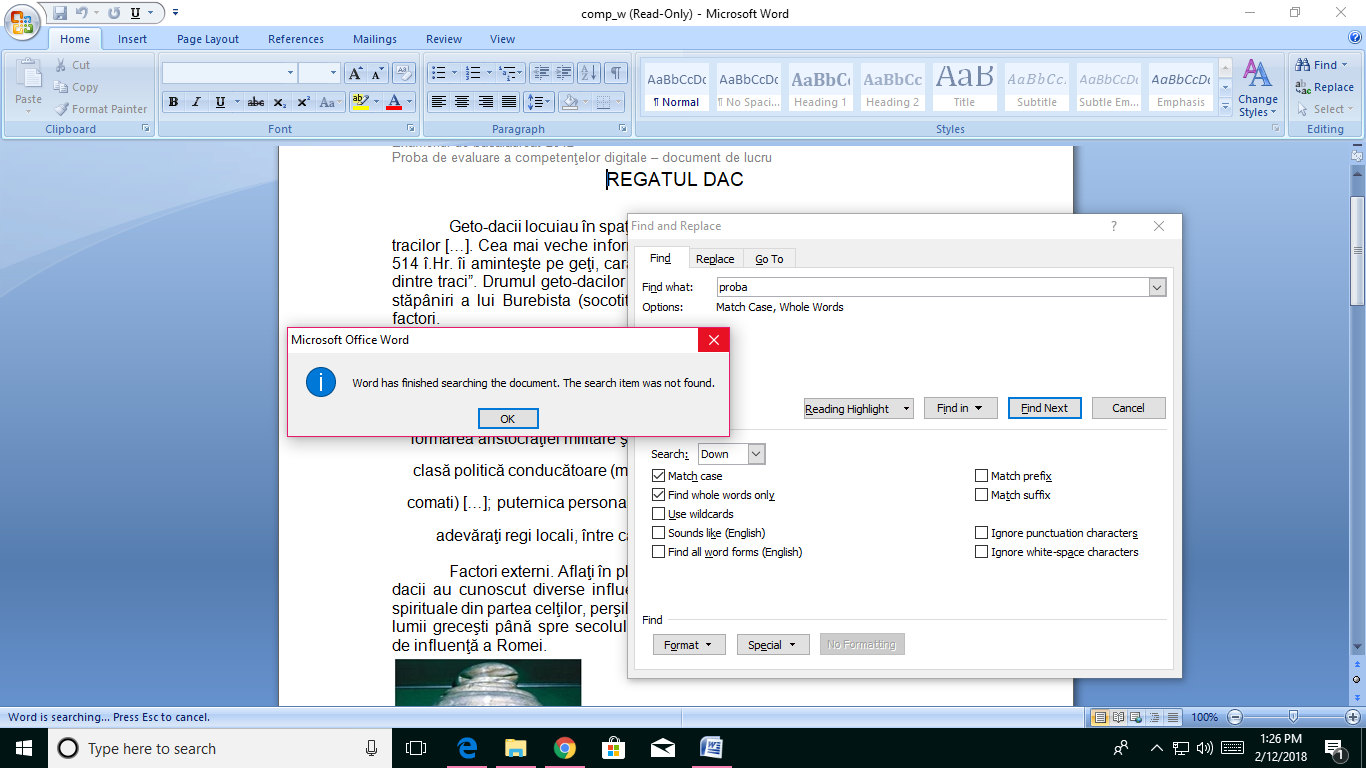 comp_w (Read-Only) - Microsoft Word
Home Insert Page Layout References Mailings Review View
Paste
Cut
Copy
Format Painter
Clipboard
Font
Paragraph
AaBbCcDc AaBbCcDc AaBbC AaBbCc AaB AaBbCc. AaBbCcDc AaBbCcDc
¶ Normal ¶ No Spaci... Heading 1 Heading 2 Title Subtitle Subtle Em... Emphasis
Change Styles
Styles
Find
Replace
Select
Editing
Proba de evaluare a competenţelor digitale – document de lucru
REGATUL DAC
Geto-dacii locuiau în
tracilor […]. Cea mai veche
514 î.Hr. îi aminteşte pe geţi,
dintre traci”. Drumul geto-dacilor
stăpâniri a lui Burebista
factori.
formarea aristocraţiei militare
clasă politică conducătoare
comati) […]; puternica
adevăraţi regi locali, între
Factori externi. Aflaţi în
dacii au cunoscut diverse
spirituale din partea celţilor,
lumii greceşti până spre
de influenţă a Romei.
Find and Replace
Find Replace Go To
Find what: proba
Options: Match Case, Whole Words
Reading Highlight Find in Find Next Cancel
Search: Down
Match case
Find whole words only
Use wildcards
Sounds like (English)
Find all word forms (English)
Match prefix
Match suffix
Ignore punctuation characters
Ignore white-space characters
Find
Format Special No Formatting
Microsoft Office Word
Word has finished searching the document. The search item was not found.
OK
Word is searching... Press Esc to cancel.
100%
Type here to search
1:26 PM
2/12/2018